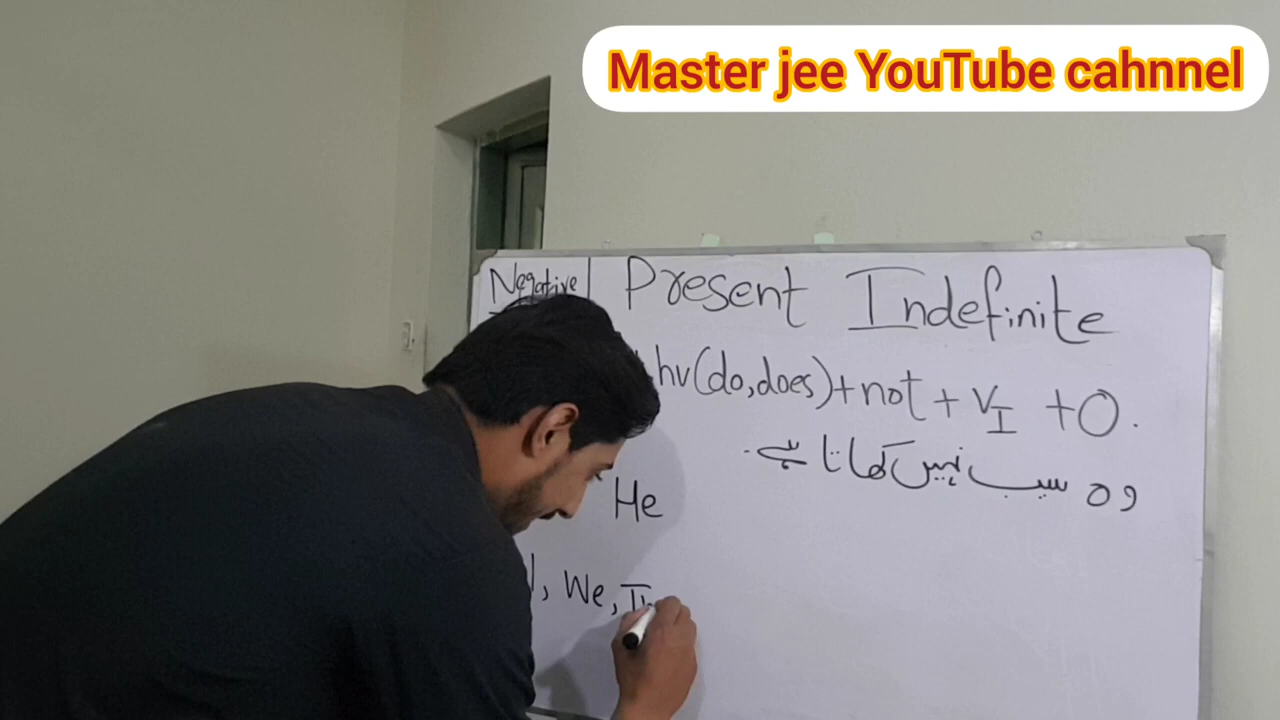 Master jee YouTube cahnnel
Negative
Present Indefinite
hv(do,does)+not+VI+O.
وہ سیب نہیں کھاتا ہے۔
He
I, We,